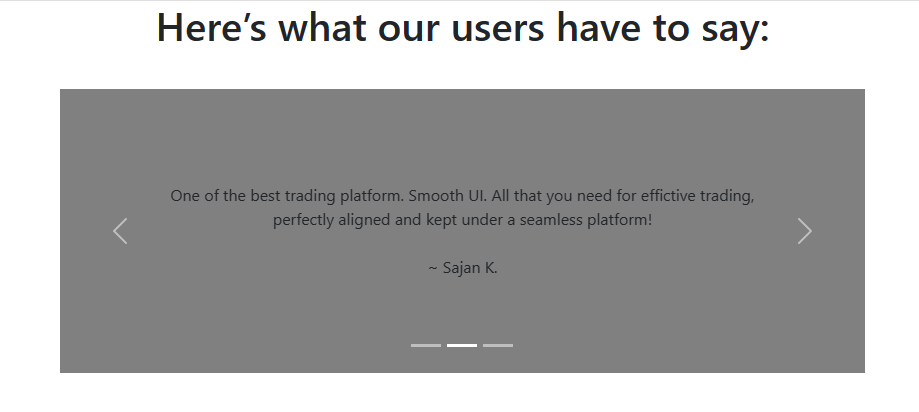 Here’s what our users have to say:
One of the best trading platform. Smooth UI. All that you need for effictive trading,
perfectly aligned and kept under a seamless platform!
~ Sajan K.